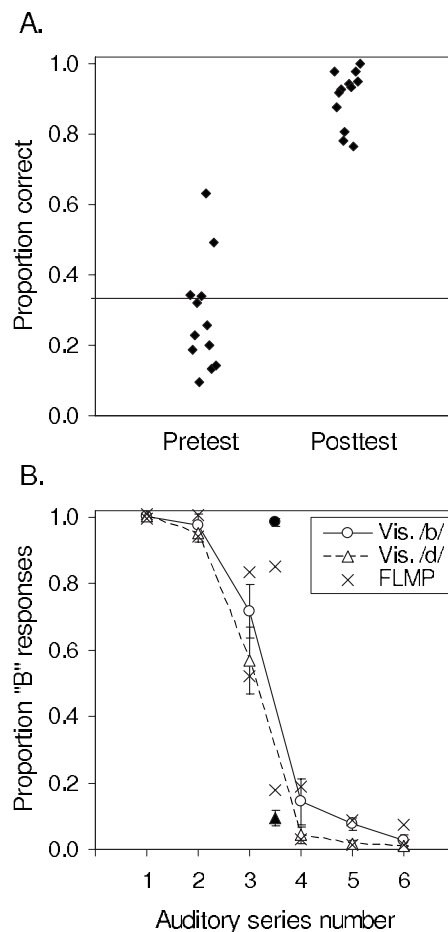 A.
Proportion correct
1.0
0.8
0.6
0.4
0.2
0.0
Pretest Posttest
B.
Proportion "B" responses
1.0
0.8
0.6
0.4
0.2
0.0
Vis. /b/
Vis. /d/
FLMP
1 2 3 4 5 6
Auditory series number